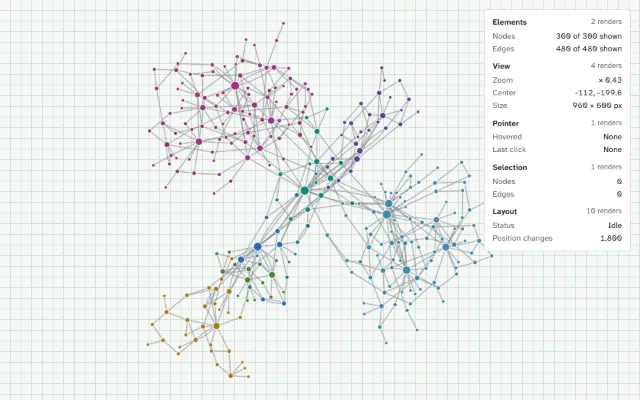 Elements 2 renders
Nodes 300 of 300 shown
Edges 480 of 480 shown
View 4 renders
Zoom × 0.43
Center -112, -199.6
Size 960 × 600 px
Pointer 1 renders
Hovered None
Last click None
Selection 1 renders
Nodes 0
Edges 0
Layout 10 renders
Status Idle
Position changes 1,800